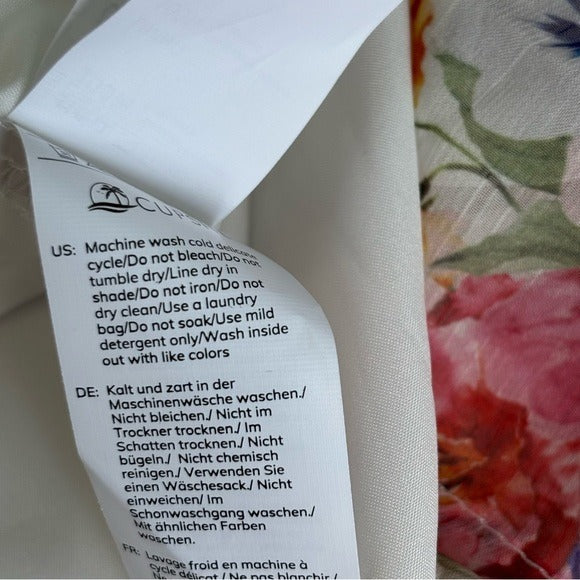 US: Machine wash cold delicate
cycle/Do not bleach/Do not
tumble dry/Line dry in
shade/Do not iron/Do not
dry clean/Use a laundry
bag/Do not soak/Use mild
detergent only/Wash inside
out with like colors
DE: Kalt und zart in der
Maschinenwäsche waschen./
Nicht bleichen./ Nicht im
Trockner trocknen./ Im
Schatten trocknen./ Nicht
bügeln./ Nicht chemisch
reinigen./ Verwenden Sie
einen Wäschesack./ Nicht
einweichen/ Im
Schonwaschgang waschen./
Mit ähnlichen Farben
waschen.
FR: Lavage froid en machine à
cycle délicat / Ne pas blanchir /